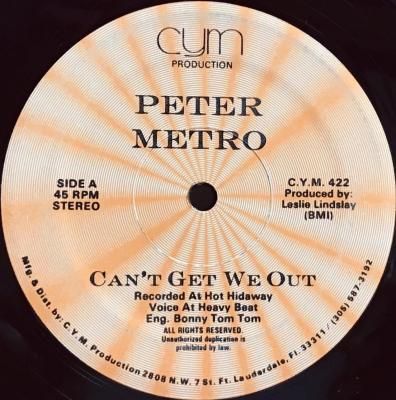 cym
PRODUCTION
PETER
METRO
SIDE A
45 RPM
STEREO
C.Y.M. 422
Produced by:
Leslie Lindslay
(BMI)
CAN'T GET WE OUT
Recorded At Hot Hidaway
Voice At Heavy Beat
Eng. Bonny Tom Tom
ALL RIGHTS RESERVED.
Unauthorized duplication is
prohibited by law.
Mfg. & Dist. by: C.Y.M. Production 2808 N.W. 7 St. Ft. Lauderdale, Fl. 33311 / (305) 587-3192